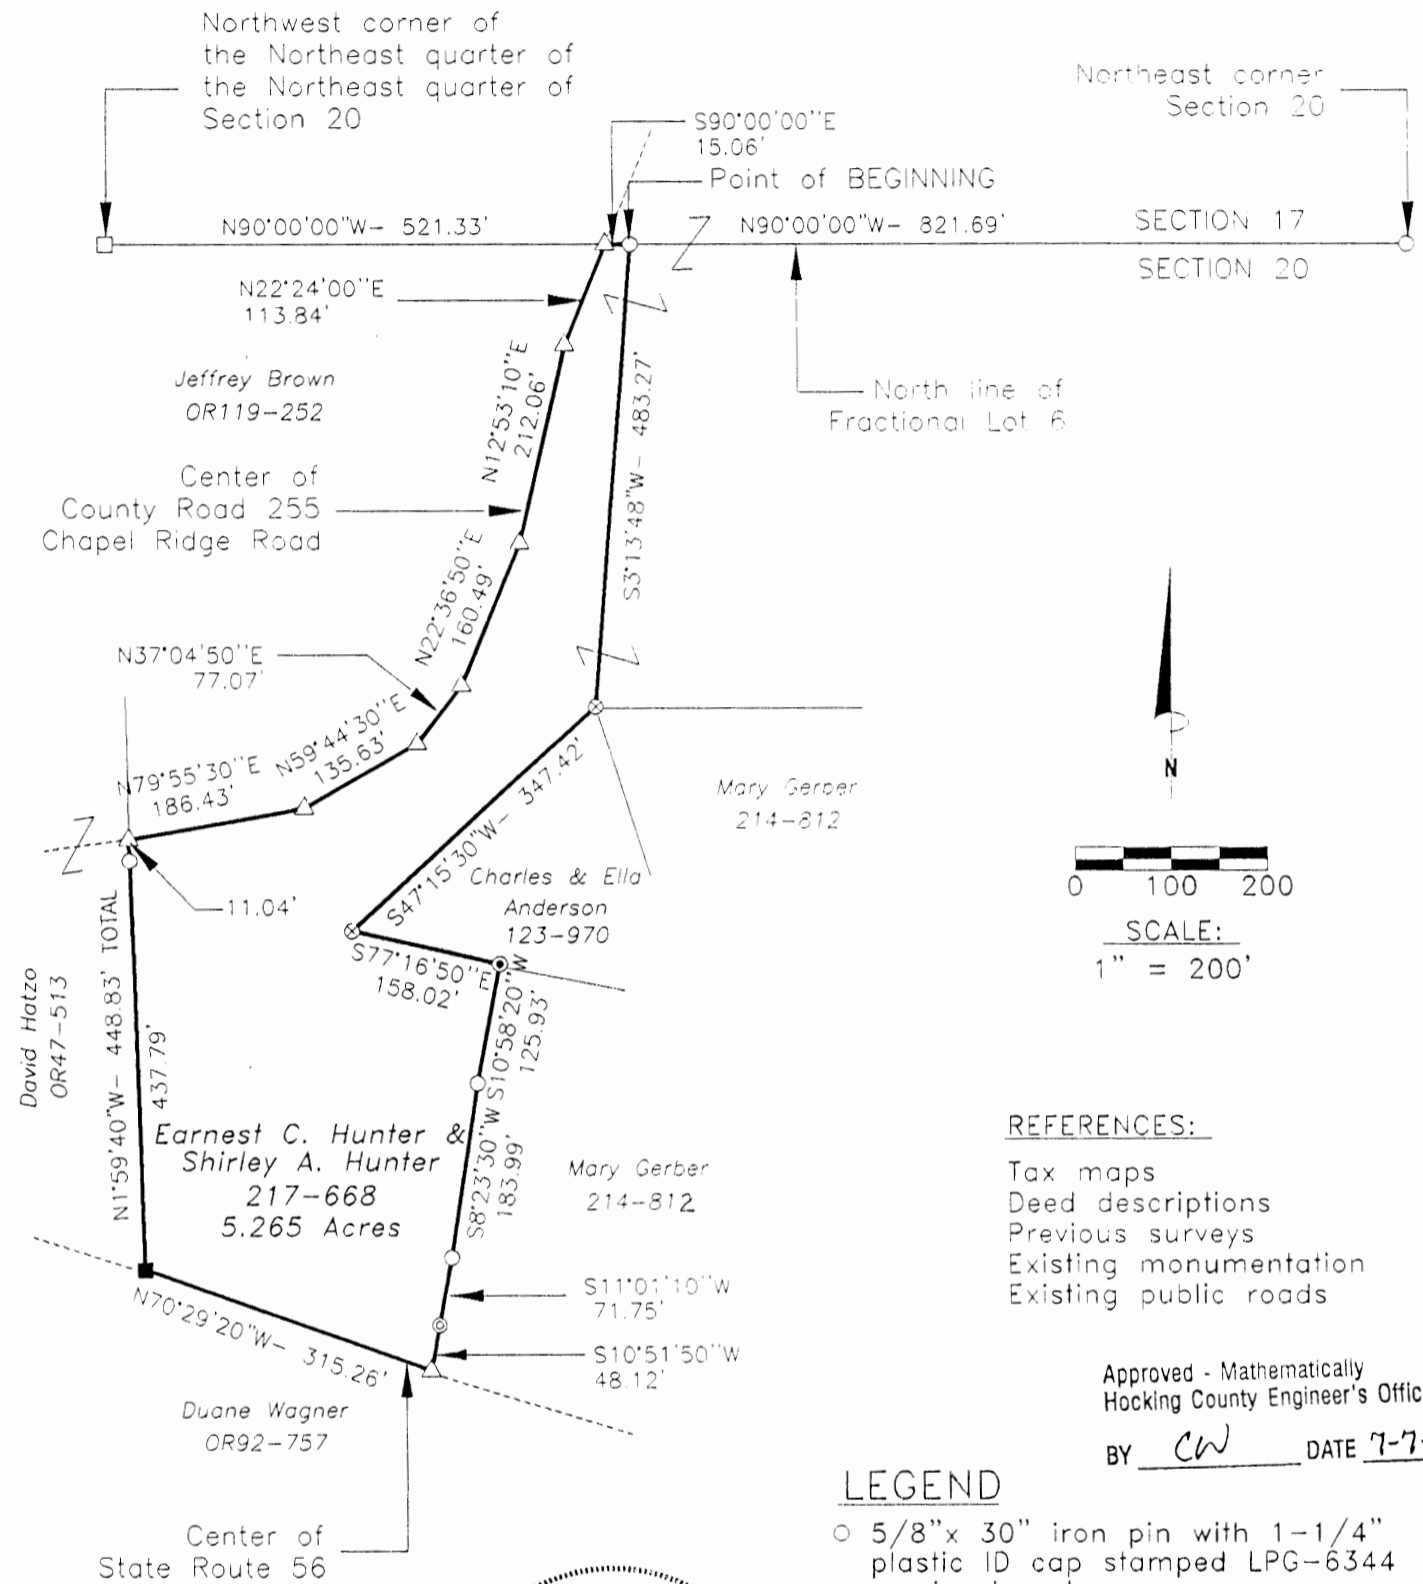 Northwest corner of
the Northeast quarter of
the Northeast quarter of
Section 20
Northeast corner
Section 20
S90°00'00"E
15.06'
Point of BEGINNING
N90°00'00"W- 521.33'
N90°00'00"W- 821.69'
SECTION 17
SECTION 20
N22°24'00"E
113.84'
Jeffrey Brown
OR119-252
N12°53'10"E
212.06'
S3°13'48"W- 483.27'
North line of
Fractional Lot 6
Center of
County Road 255
Chapel Ridge Road
N22°36'50"E
160.49'
N37°04'50"E
77.07'
N59°44'30"E
135.63'
N79°55'30"E
186.43'
S47°15'30"W- 347.42'
Mary Gerber
214-812
N
0 100 200
SCALE:
1" = 200'
11.04'
Charles & Ella
Anderson
123-970
S77°16'50"E
158.02'
S10°58'20"W
125.93'
David Hatzo
OR47-513
N1°59'40"W- 448.83' TOTAL
437.79'
Earnest C. Hunter &
Shirley A. Hunter
217-668
5.265 Acres
S8°23'30"W
183.99'
Mary Gerber
214-812
REFERENCES:
Tax maps
Deed descriptions
Previous surveys
Existing monumentation
Existing public roads
S11°01'10"W
71.75'
S10°51'50"W
48.12'
N70°29'20"W- 315.26'
Duane Wagner
OR92-757
Center of
State Route 56
Approved - Mathematically
Hocking County Engineer's Offic
BY CW DATE 7-7-
LEGEND
○ 5/8"x 30" iron pin with 1-1/4"
plastic ID cap stamped LPG-6344